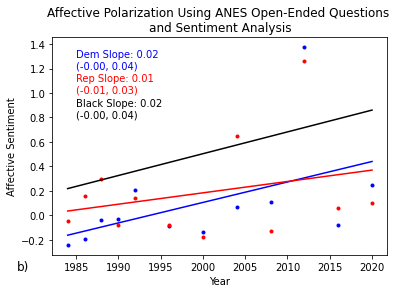 Affective Polarization Using ANES Open-Ended Questions
and Sentiment Analysis
Dem Slope: 0.02
(-0.00, 0.04)
Rep Slope: 0.01
(-0.01, 0.03)
Black Slope: 0.02
(-0.00, 0.04)
Affective Sentiment
1.4
1.2
1.0
0.8
0.6
0.4
0.2
0.0
−0.2
1985 1990 1995 2000 2005 2010 2015 2020
Year
b)